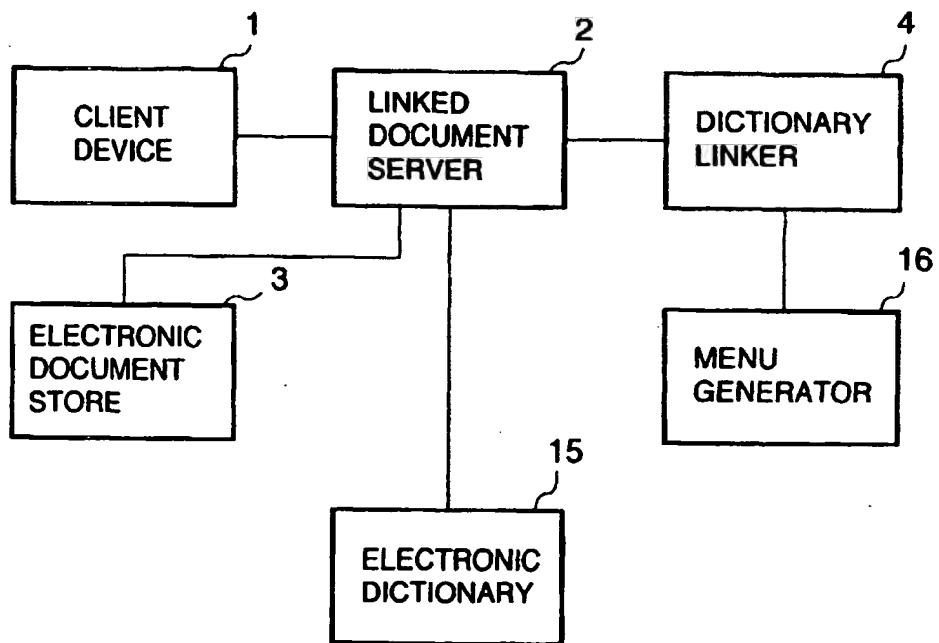 1
CLIENT
DEVICE
2
LINKED
DOCUMENT
SERVER
4
DICTIONARY
LINKER
3
ELECTRONIC
DOCUMENT
STORE
16
MENU
GENERATOR
15
ELECTRONIC
DICTIONARY